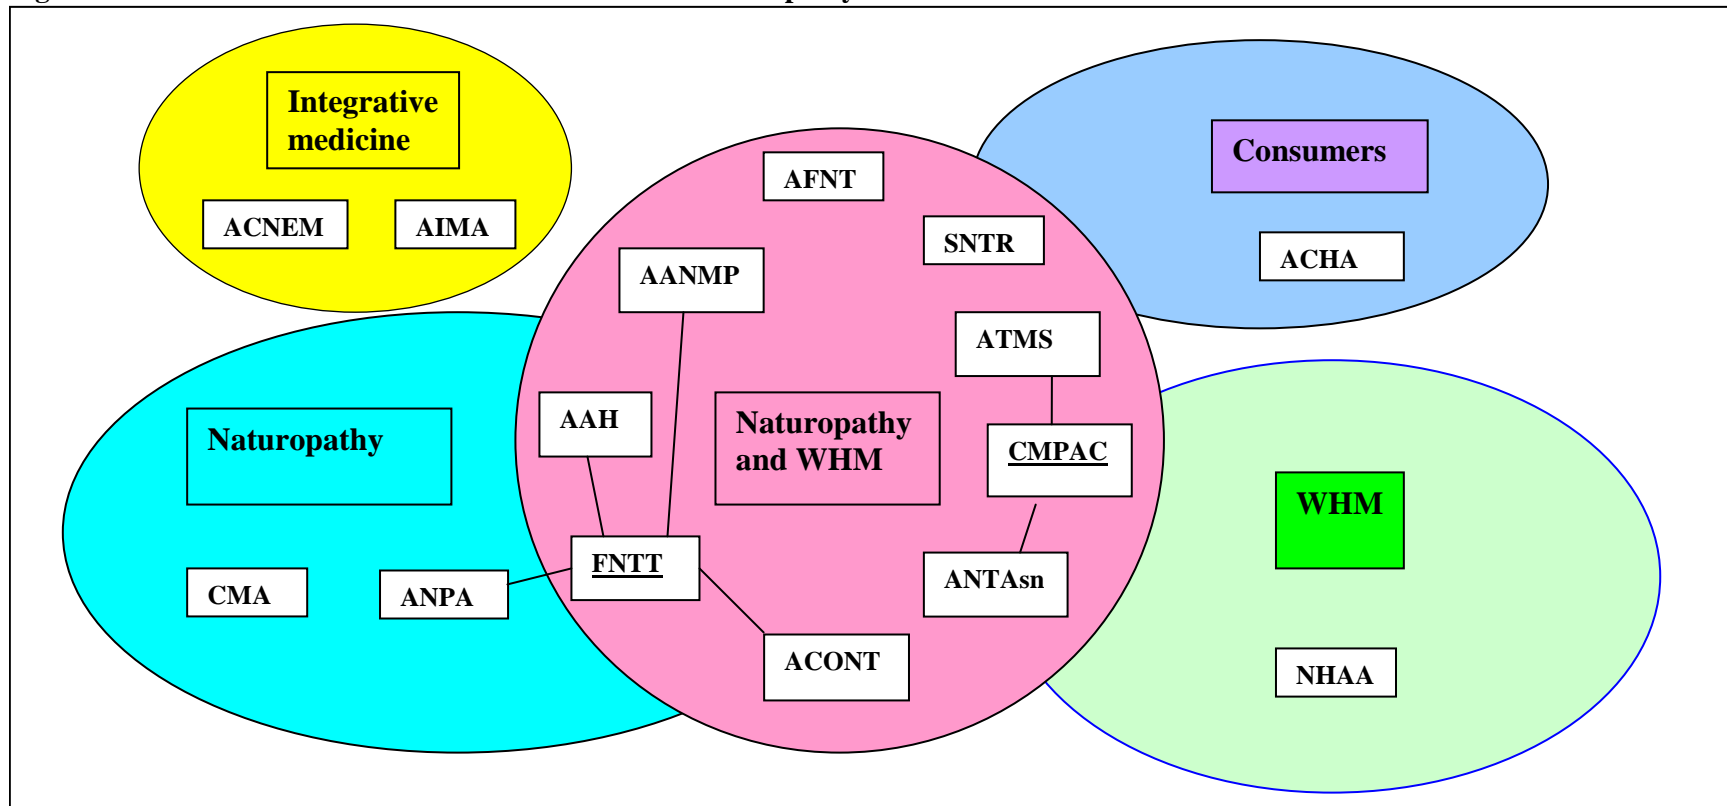 Integrative
medicine
ACNEM
AIMA
AFNT
SNTR
AANMP
Consumers
ACHA
ATMS
AAH
Naturopathy
and WHM
CMPAC
Naturopathy
FNTT
ANTAsn
CMA
ANPA
ACONT
WHM
NHAA